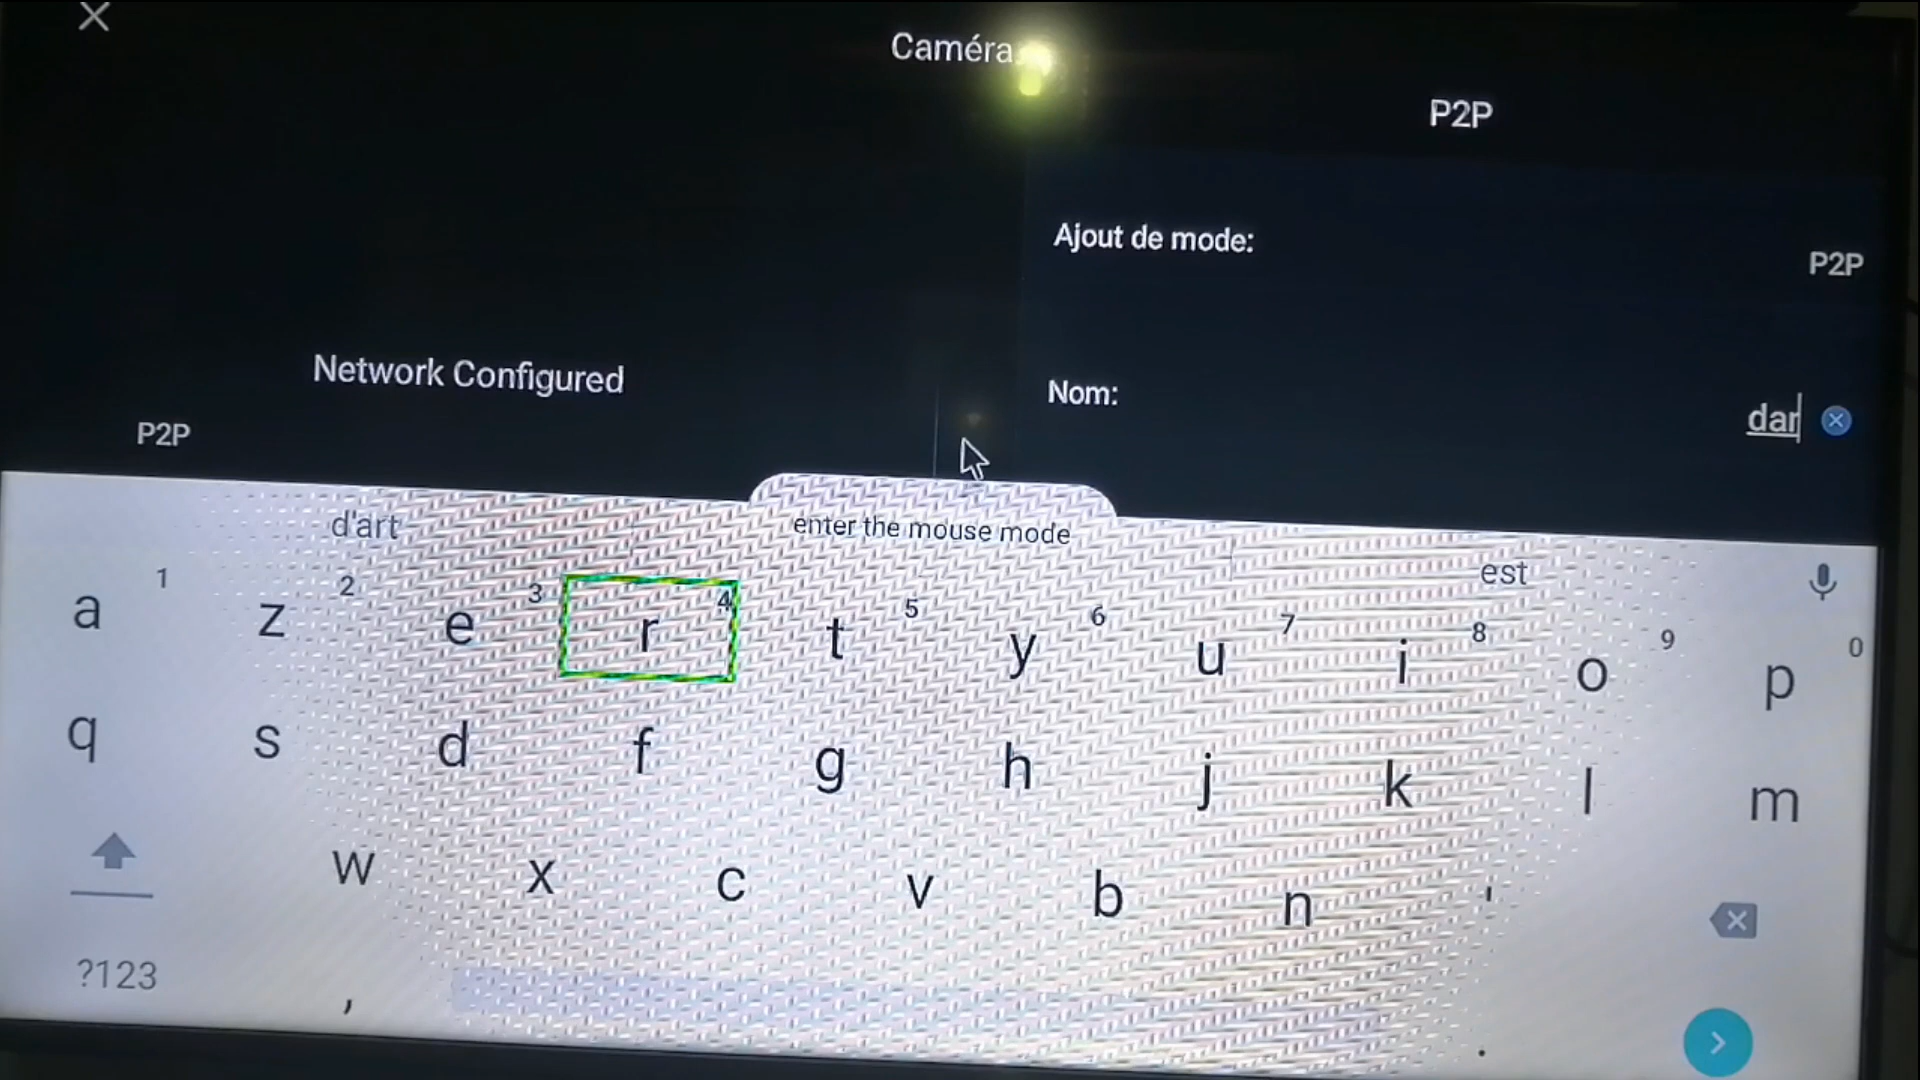 Caméra
P2P
Ajout de mode:
P2P
Network Configured
Nom:
dar
P2P
d'art
enter the mouse mode
est
a 1 z 2 e 3 r 4 t 5 y 6 u 7 i 8 o 9 p 0
q s d f g h j k l m
w x c v b n '
?123 , .